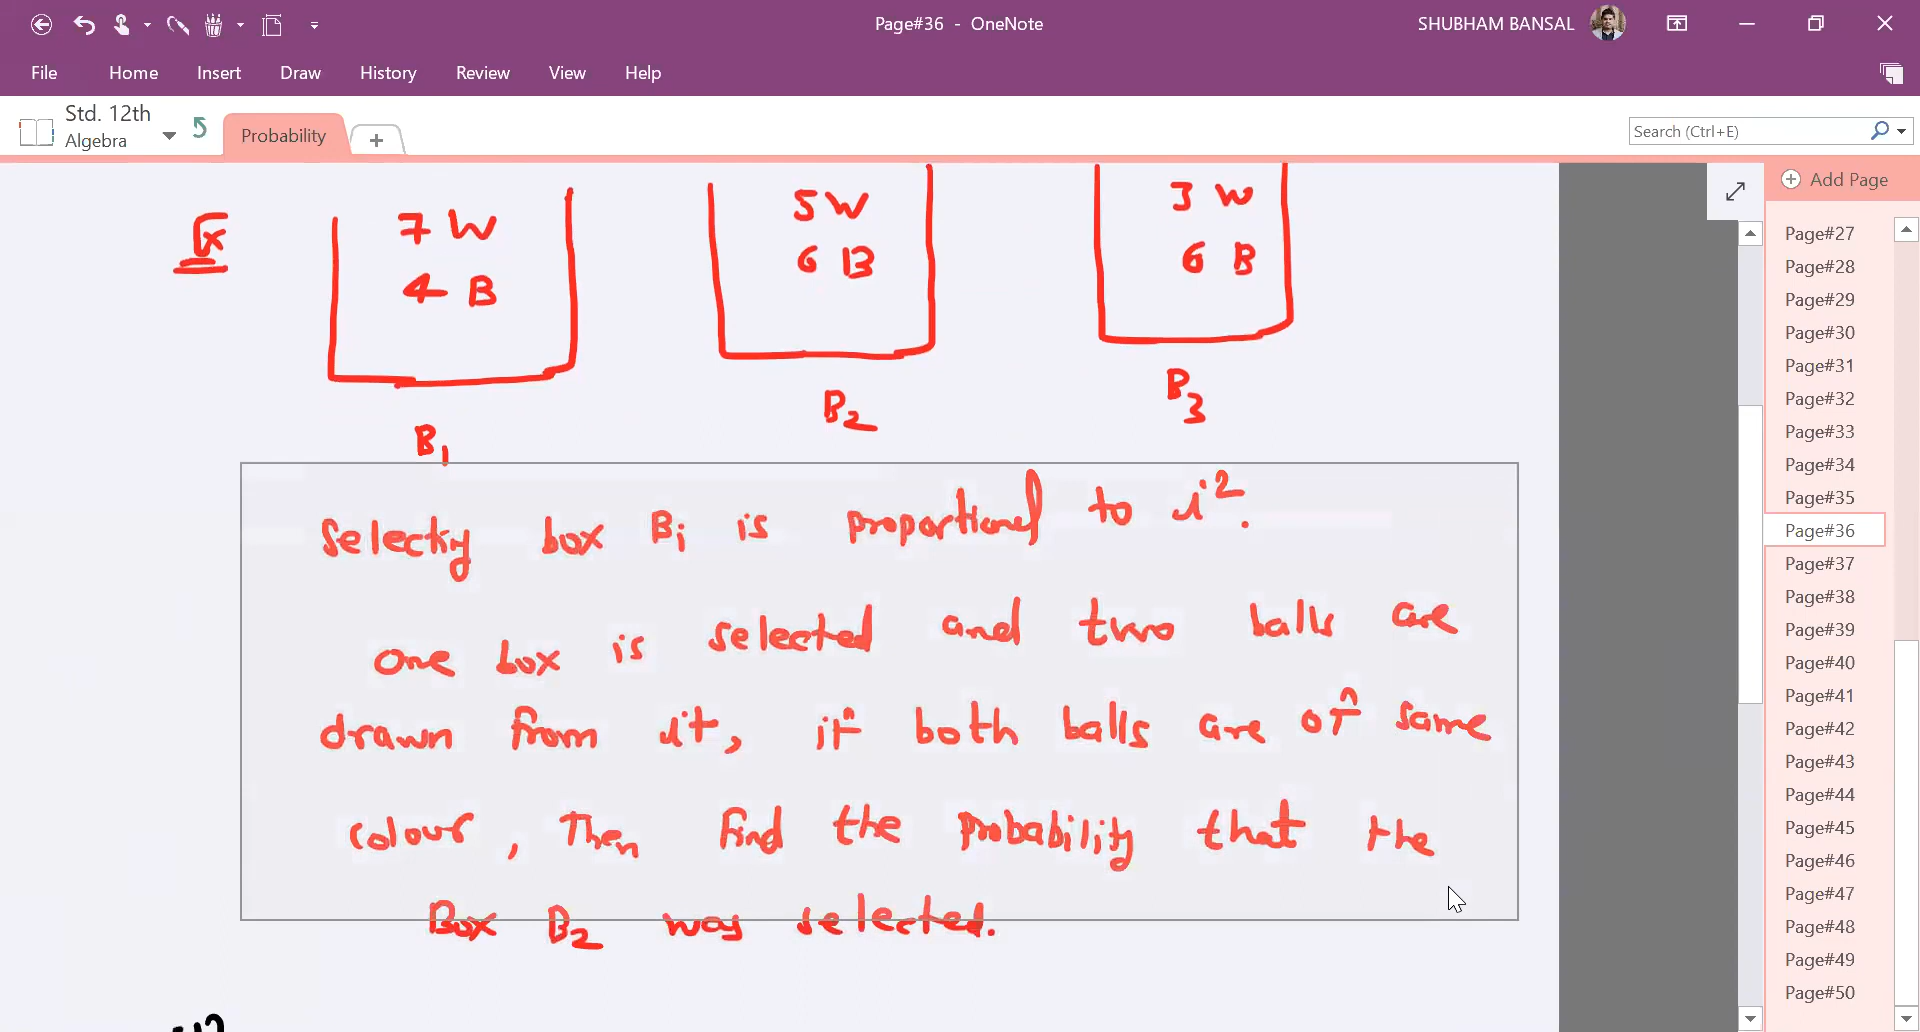 Page#36 - OneNote
SHUBHAM BANSAL
File Home Insert Draw History Review View Help
Std. 12th
Algebra
Probability
Search (Ctrl+E)
Add Page
Ex
7 W
4 B
B1
5 W
6 B
B2
3 W
6 B
B3
Selecting box Bi is proportional to i².
One box is selected and two balls are
drawn from it, if both balls are of same
colour, Then find the probability that the
Box B2 was selected.
Page#27
Page#28
Page#29
Page#30
Page#31
Page#32
Page#33
Page#34
Page#35
Page#36
Page#37
Page#38
Page#39
Page#40
Page#41
Page#42
Page#43
Page#44
Page#45
Page#46
Page#47
Page#48
Page#49
Page#50